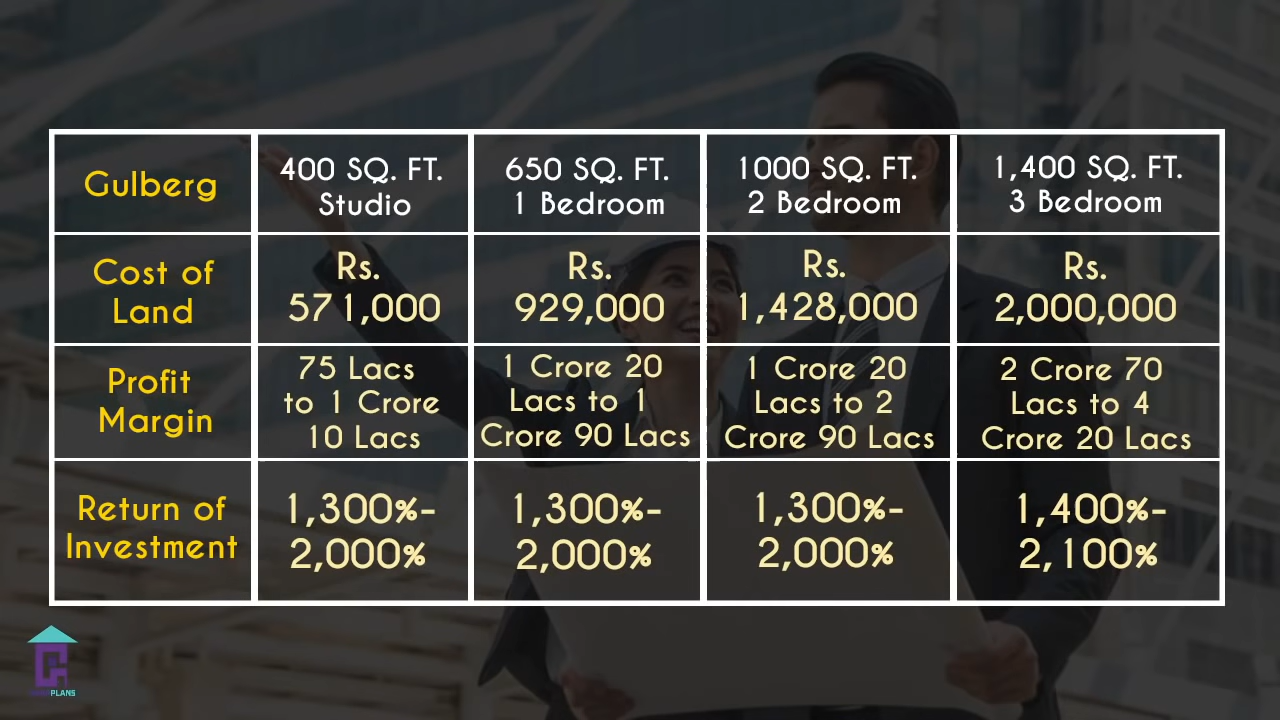 Gulberg
400 SQ. FT.
Studio
650 SQ. FT.
1 Bedroom
1000 SQ. FT.
2 Bedroom
1,400 SQ. FT.
3 Bedroom
Cost of
Land
Rs.
571,000
Rs.
929,000
Rs.
1,428,000
Rs.
2,000,000
Profit
Margin
75 Lacs
to 1 Crore
10 Lacs
1 Crore 20
Lacs to 1
Crore 90 Lacs
1 Crore 20
Lacs to 2
Crore 90 Lacs
2 Crore 70
Lacs to 4
Crore 20 Lacs
Return of
Investment
1,300%-
2,000%
1,300%-
2,000%
1,300%-
2,000%
1,400%-
2,100%
PLANS